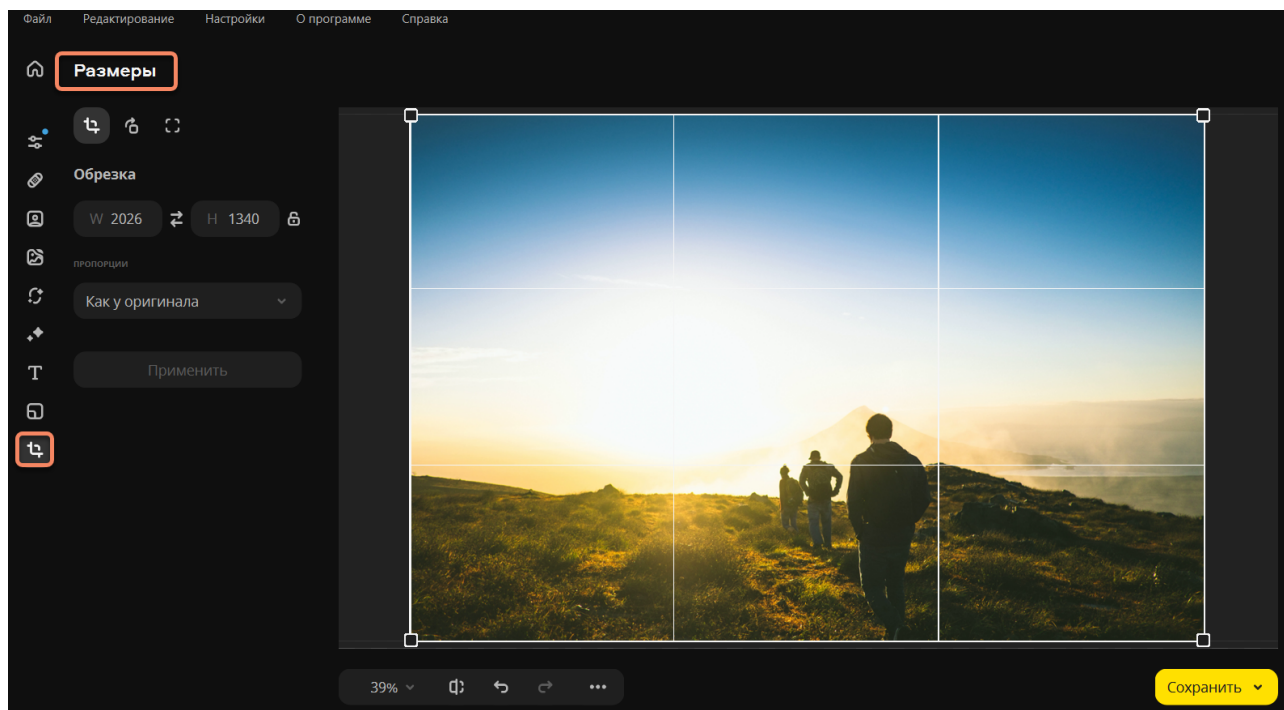 Файл Редактирование Настройки О программе Справка
Размеры
Обрезка
W 2026 H 1340
ПРОПОРЦИИ
Как у оригинала
Применить
T
39%
Сохранить